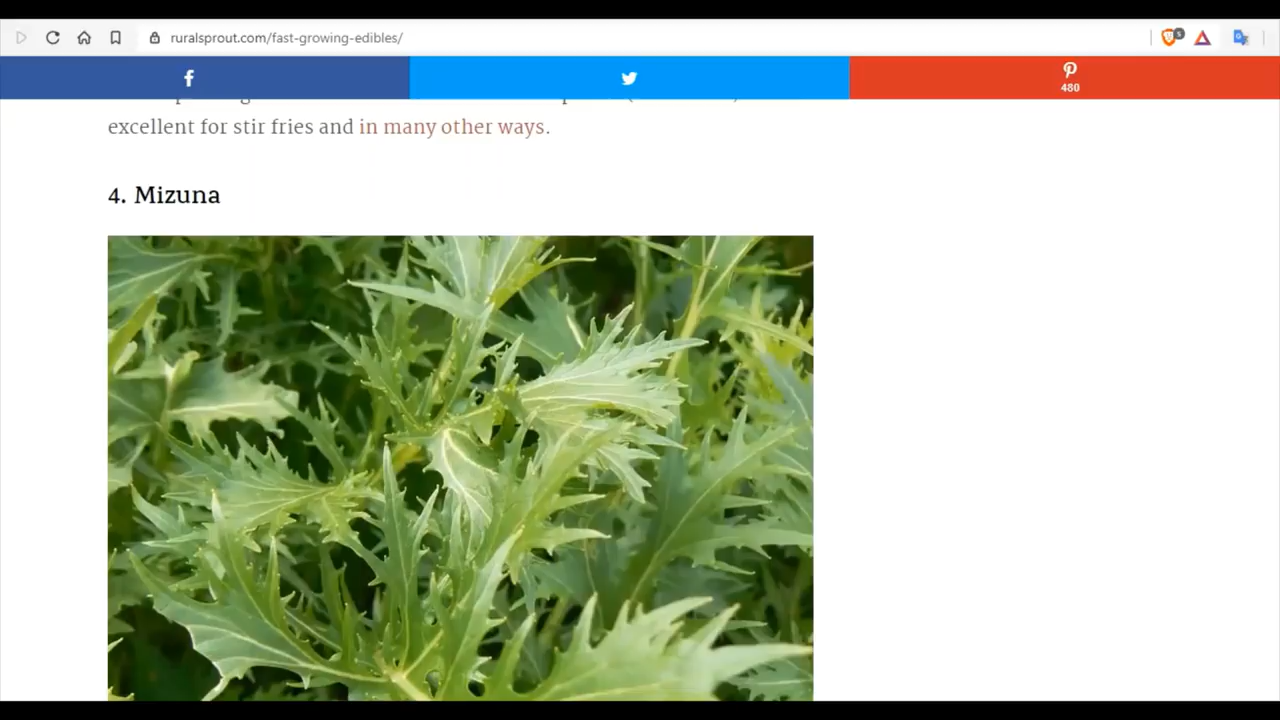 ruralsprout.com/fast-growing-edibles/
480
excellent for stir fries and in many other ways.
4. Mizuna